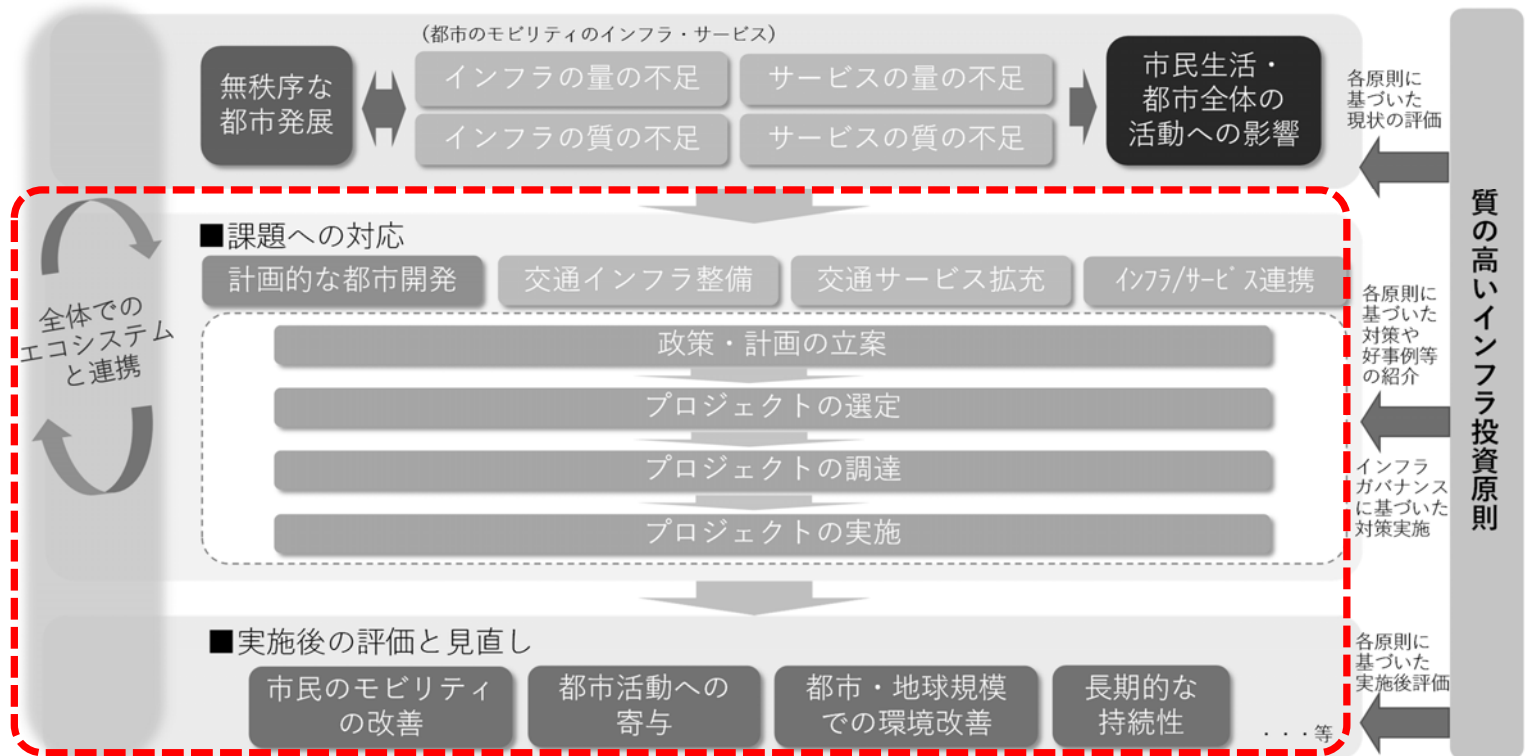 (都市のモビリティのインフラ・サービス)
無秩序な
都市発展
インフラの量の不足
サービスの量の不足
インフラの質の不足
サービスの質の不足
市民生活・
都市全体の
活動への影響
各原則に
基づいた
現状の評価
■課題への対応
計画的な都市開発
交通インフラ整備
交通サービス拡充
ｲﾝﾌﾗ/ｻｰﾋﾞｽ連携
全体での
エコシステム
と連携
政策・計画の立案
プロジェクトの選定
プロジェクトの調達
プロジェクトの実施
各原則に
基づいた
対策や
好事例等
の紹介
インフラ
ガバナンス
に基づいた
対策実施
質の高いインフラ投資原則
■実施後の評価と見直し
市民のモビリティ
の改善
都市活動への
寄与
都市・地球規模
での環境改善
長期的な
持続性
・・・等
各原則に
基づいた
実施後評価